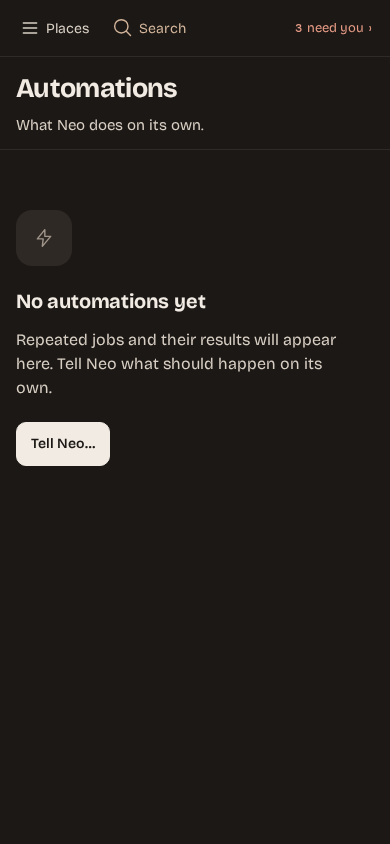 Places
Search
3 need you ›
Automations
What Neo does on its own.
No automations yet
Repeated jobs and their results will appear
here. Tell Neo what should happen on its
own.
Tell Neo...